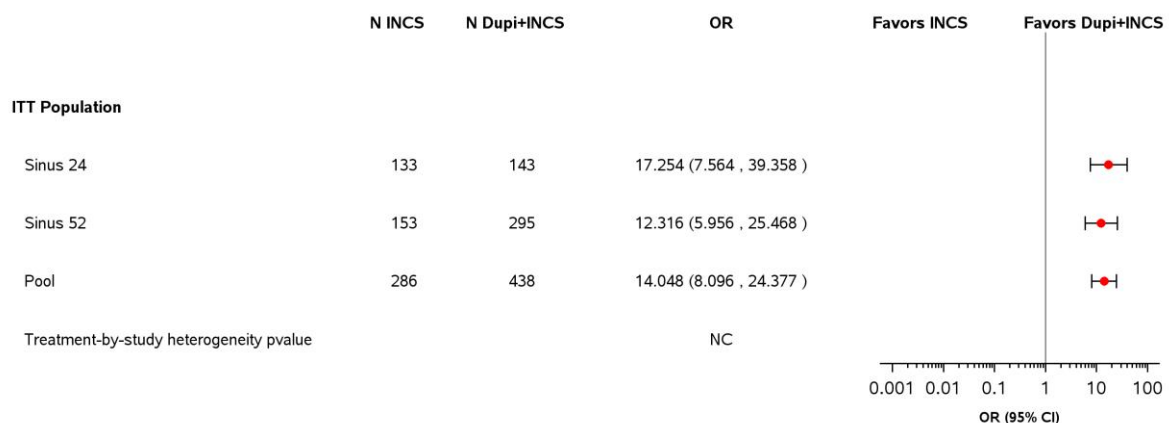 N INCS N Dupi+INCS OR Favors INCS Favors Dupi+INCS
ITT Population
Sinus 24 133 143 17.254 (7.564 , 39.358 )
Sinus 52 153 295 12.316 (5.956 , 25.468 )
Pool 286 438 14.048 (8.096 , 24.377 )
Treatment-by-study heterogeneity pvalue NC
0.001 0.01 0.1 1 10 100
OR (95% CI)